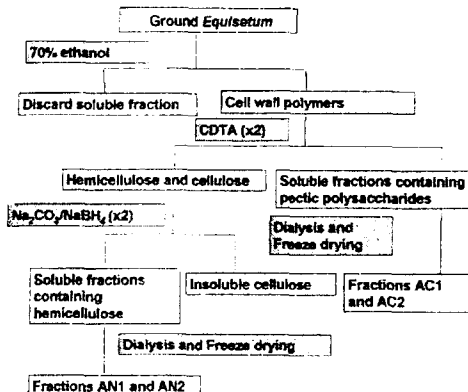 Ground Equisetum
70% ethanol
Discard soluble fraction
Cell wall polymers
CDTA (x2)
Hemicellulose and cellulose
Soluble fractions containing
pectic polysaccharides
Na₂CO₃/NaBH₄ (x2)
Dialysis and
Freeze drying
Soluble fractions
containing
hemicellulose
Insoluble cellulose
Fractions AC1
and AC2
Dialysis and Freeze drying
Fractions AN1 and AN2